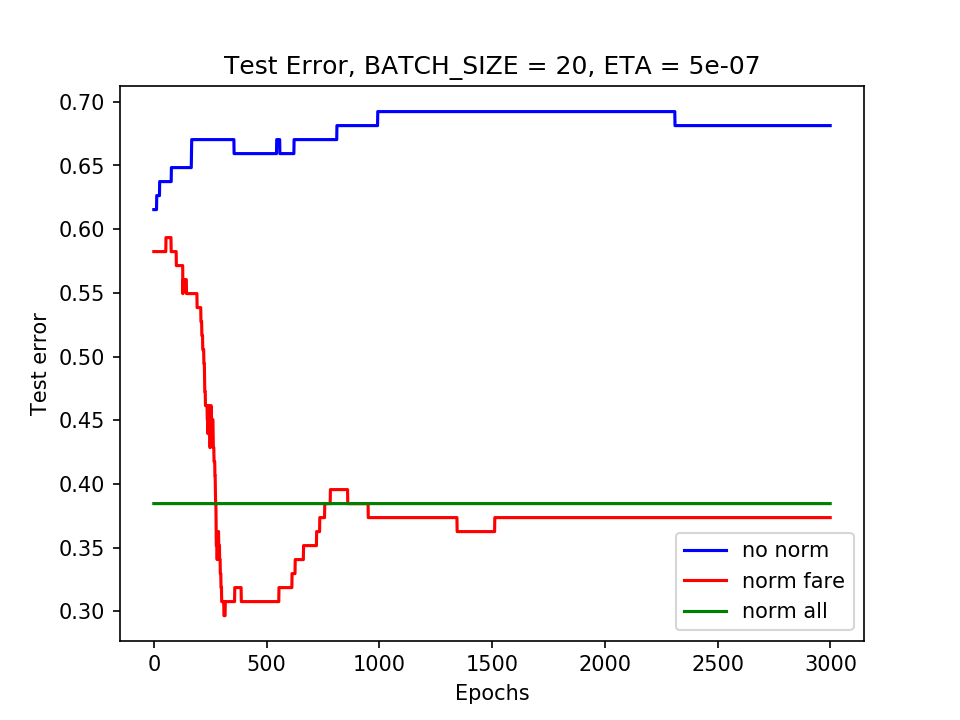 Test Error, BATCH_SIZE = 20, ETA = 5e-07
Test error
0.70
0.65
0.60
0.55
0.50
0.45
0.40
0.35
0.30
no norm
norm fare
norm all
0 500 1000 1500 2000 2500 3000
Epochs